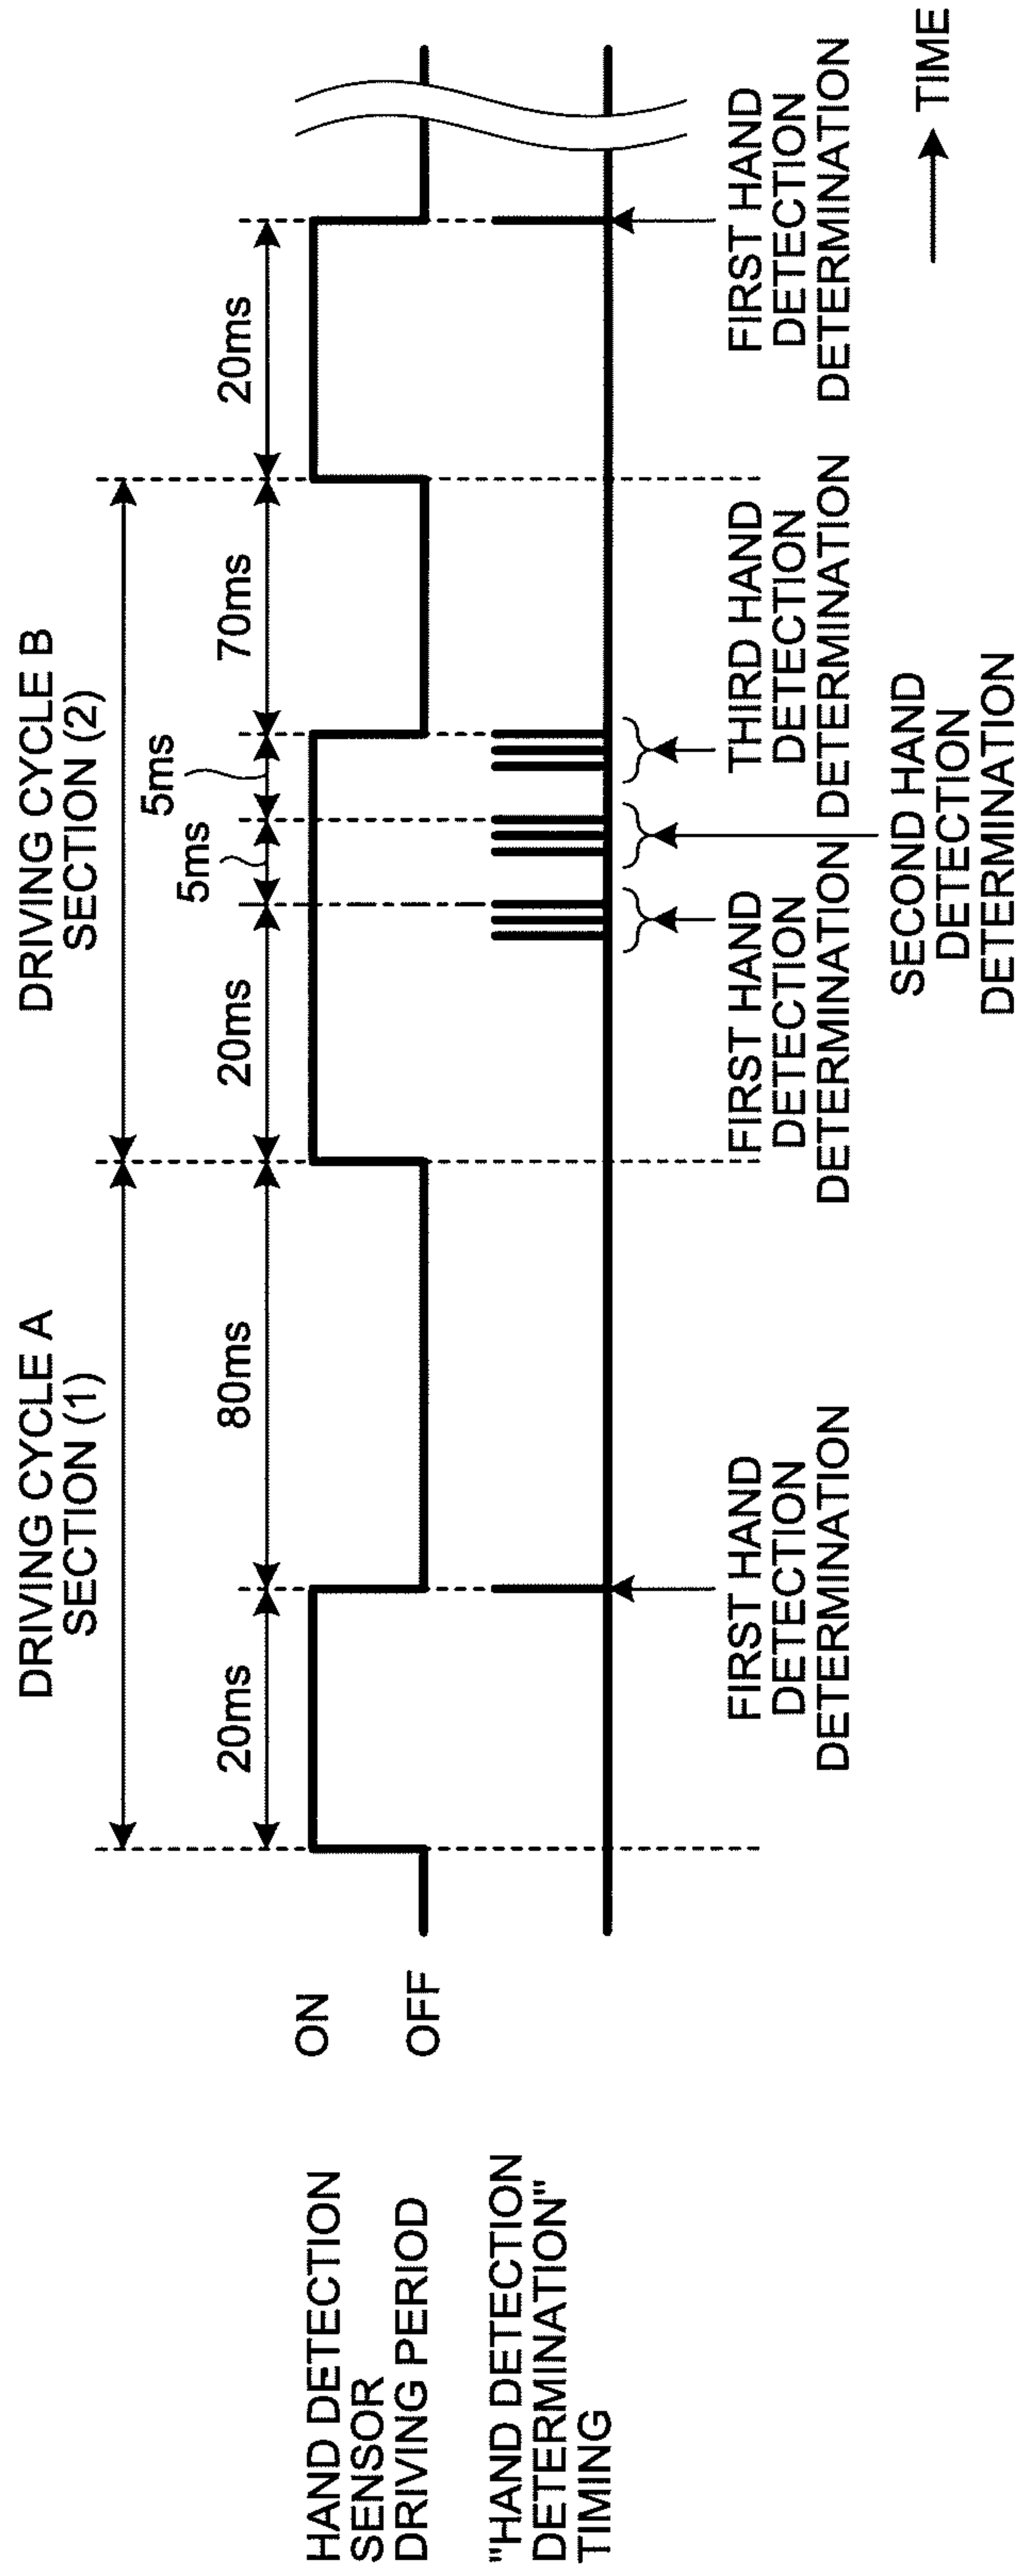 DRIVING CYCLE A
SECTION (1)
DRIVING CYCLE B
SECTION (2)
20ms
80ms
20ms
5ms
5ms
70ms
20ms
HAND DETECTION
SENSOR
DRIVING PERIOD
ON
OFF
"HAND DETECTION
DETERMINATION"
TIMING
FIRST HAND
DETECTION
DETERMINATION
FIRST HAND
DETECTION
DETERMINATION
SECOND HAND
DETECTION
DETERMINATION
THIRD HAND
DETECTION
DETERMINATION
FIRST HAND
DETECTION
DETERMINATION
TIME